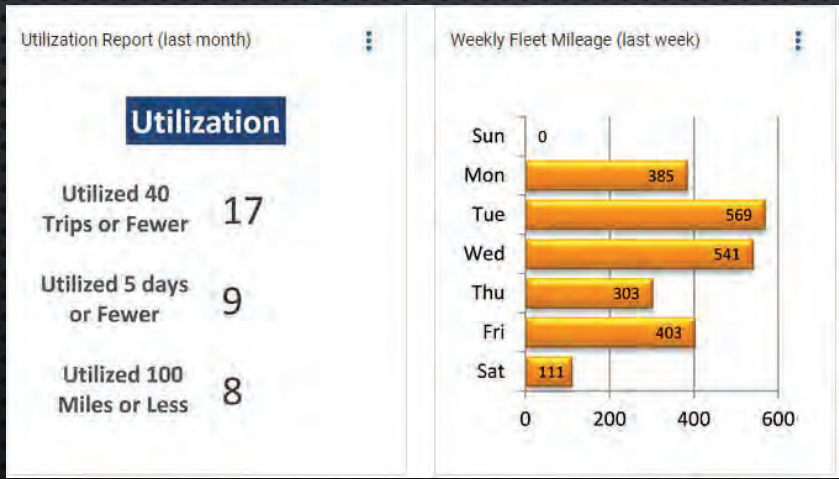 Utilization Report (last month)
Utilization
Utilized 40
Trips or Fewer
17
Utilized 5 days
or Fewer
9
Utilized 100
Miles or Less
8
Weekly Fleet Mileage (last week)
Sun 0
Mon 385
Tue 569
Wed 541
Thu 303
Fri 403
Sat 111
0 200 400 600